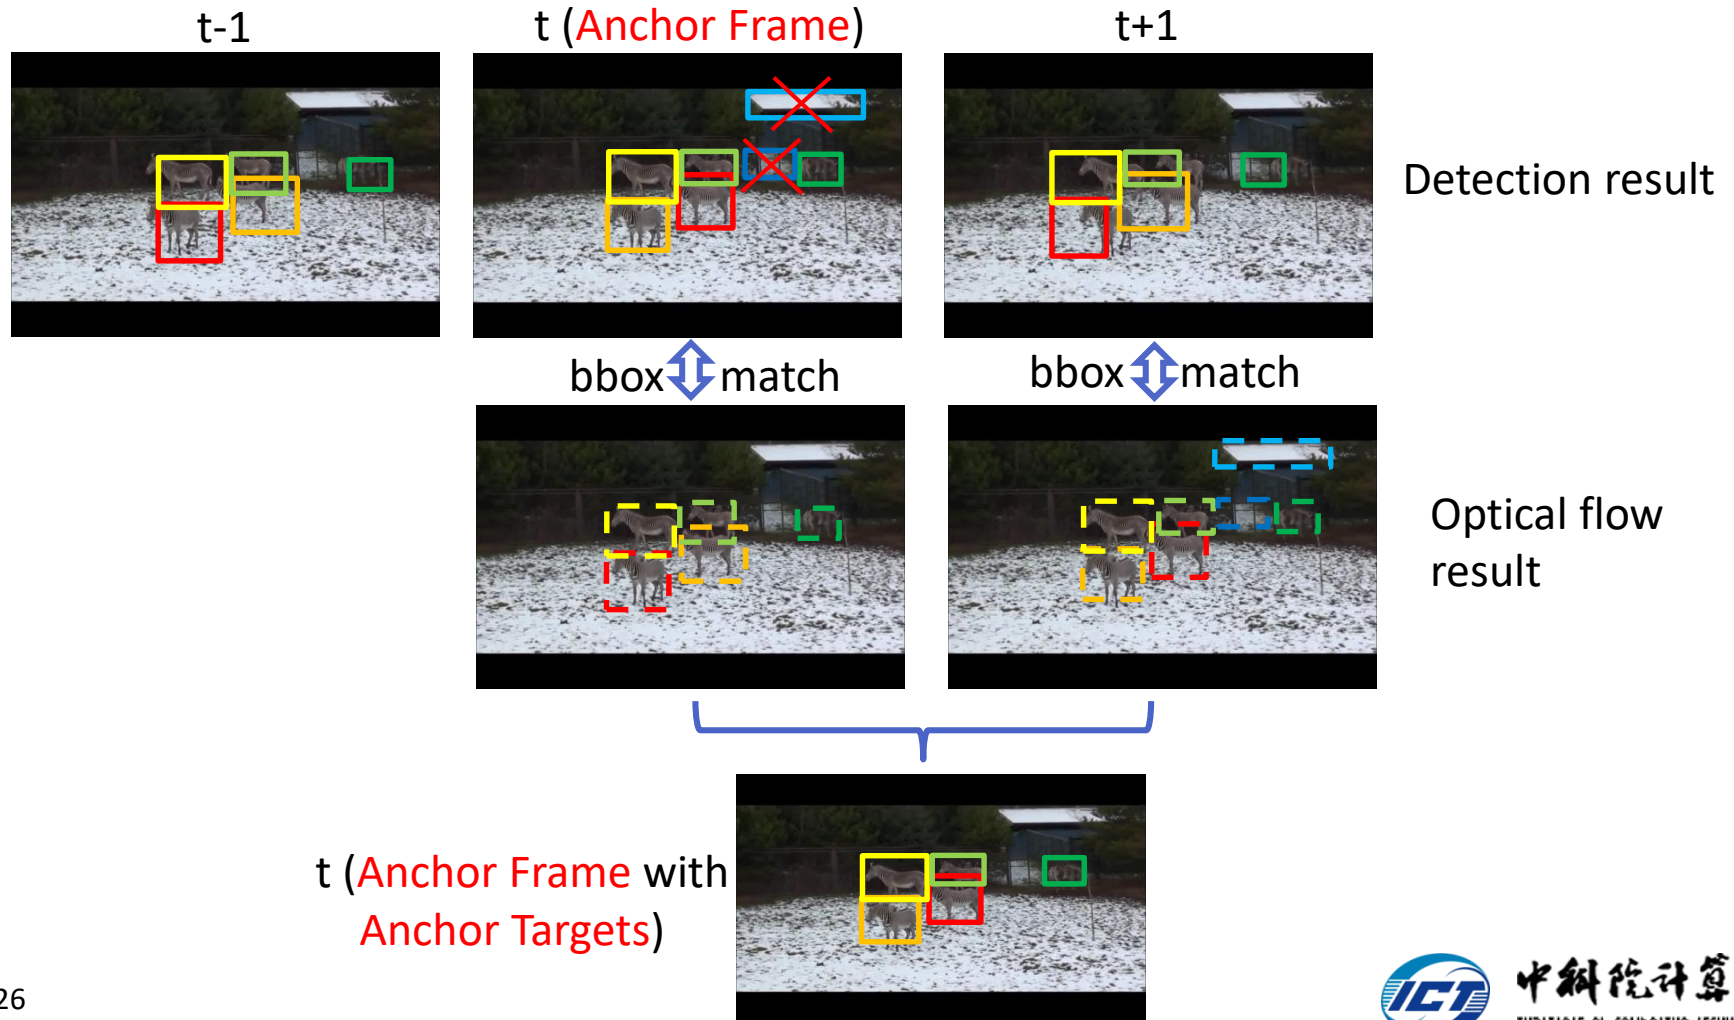 t-1
t (Anchor Frame)
t+1
Detection result
bbox match
bbox match
Optical flow
result
t (Anchor Frame with
Anchor Targets)
26
ICT
中科院计算